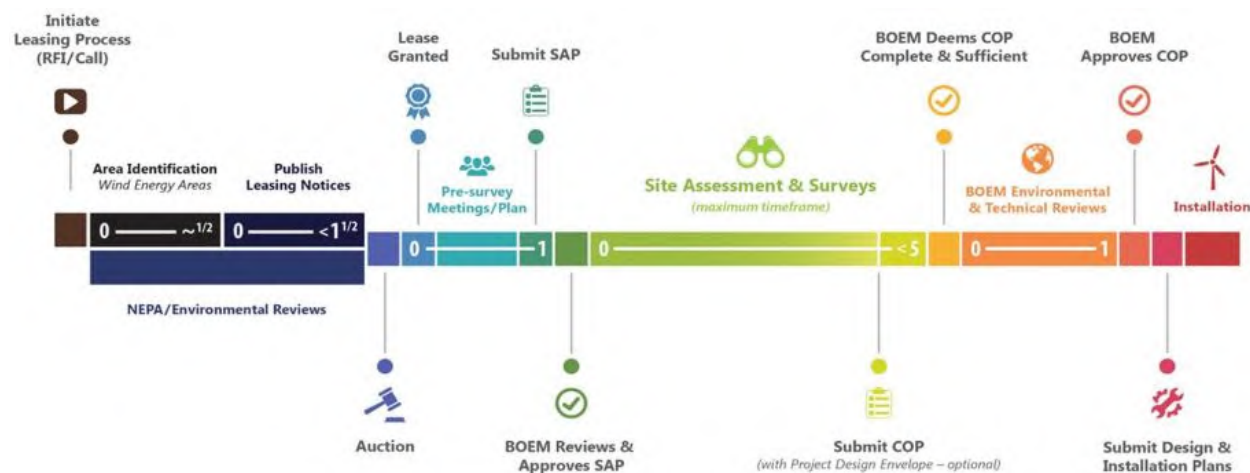 Initiate
Leasing Process
(RFI/Call)
Area Identification
Wind Energy Areas
Publish
Leasing Notices
0 ~1/2
0 <1 1/2
NEPA/Environmental Reviews
Auction
Lease
Granted
Pre-survey
Meetings/Plan
0 1
Submit SAP
BOEM Reviews &
Approves SAP
Site Assessment & Surveys
(maximum timeframe)
0 <5
Submit COP
(with Project Design Envelope – optional)
BOEM Deems COP
Complete & Sufficient
BOEM Environmental
& Technical Reviews
0 1
BOEM
Approves COP
Submit Design &
Installation Plans
Installation